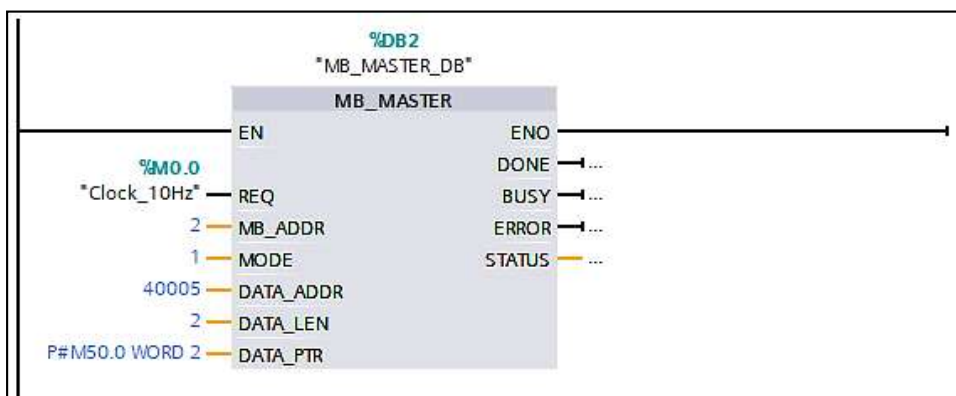 %DB2
"MB_MASTER_DB"
MB_MASTER
EN ENO
DONE ...
%M0.0
"Clock_10Hz" REQ BUSY ...
2 MB_ADDR ERROR ...
1 MODE STATUS ...
40005 DATA_ADDR
2 DATA_LEN
P#M50.0 WORD 2 DATA_PTR